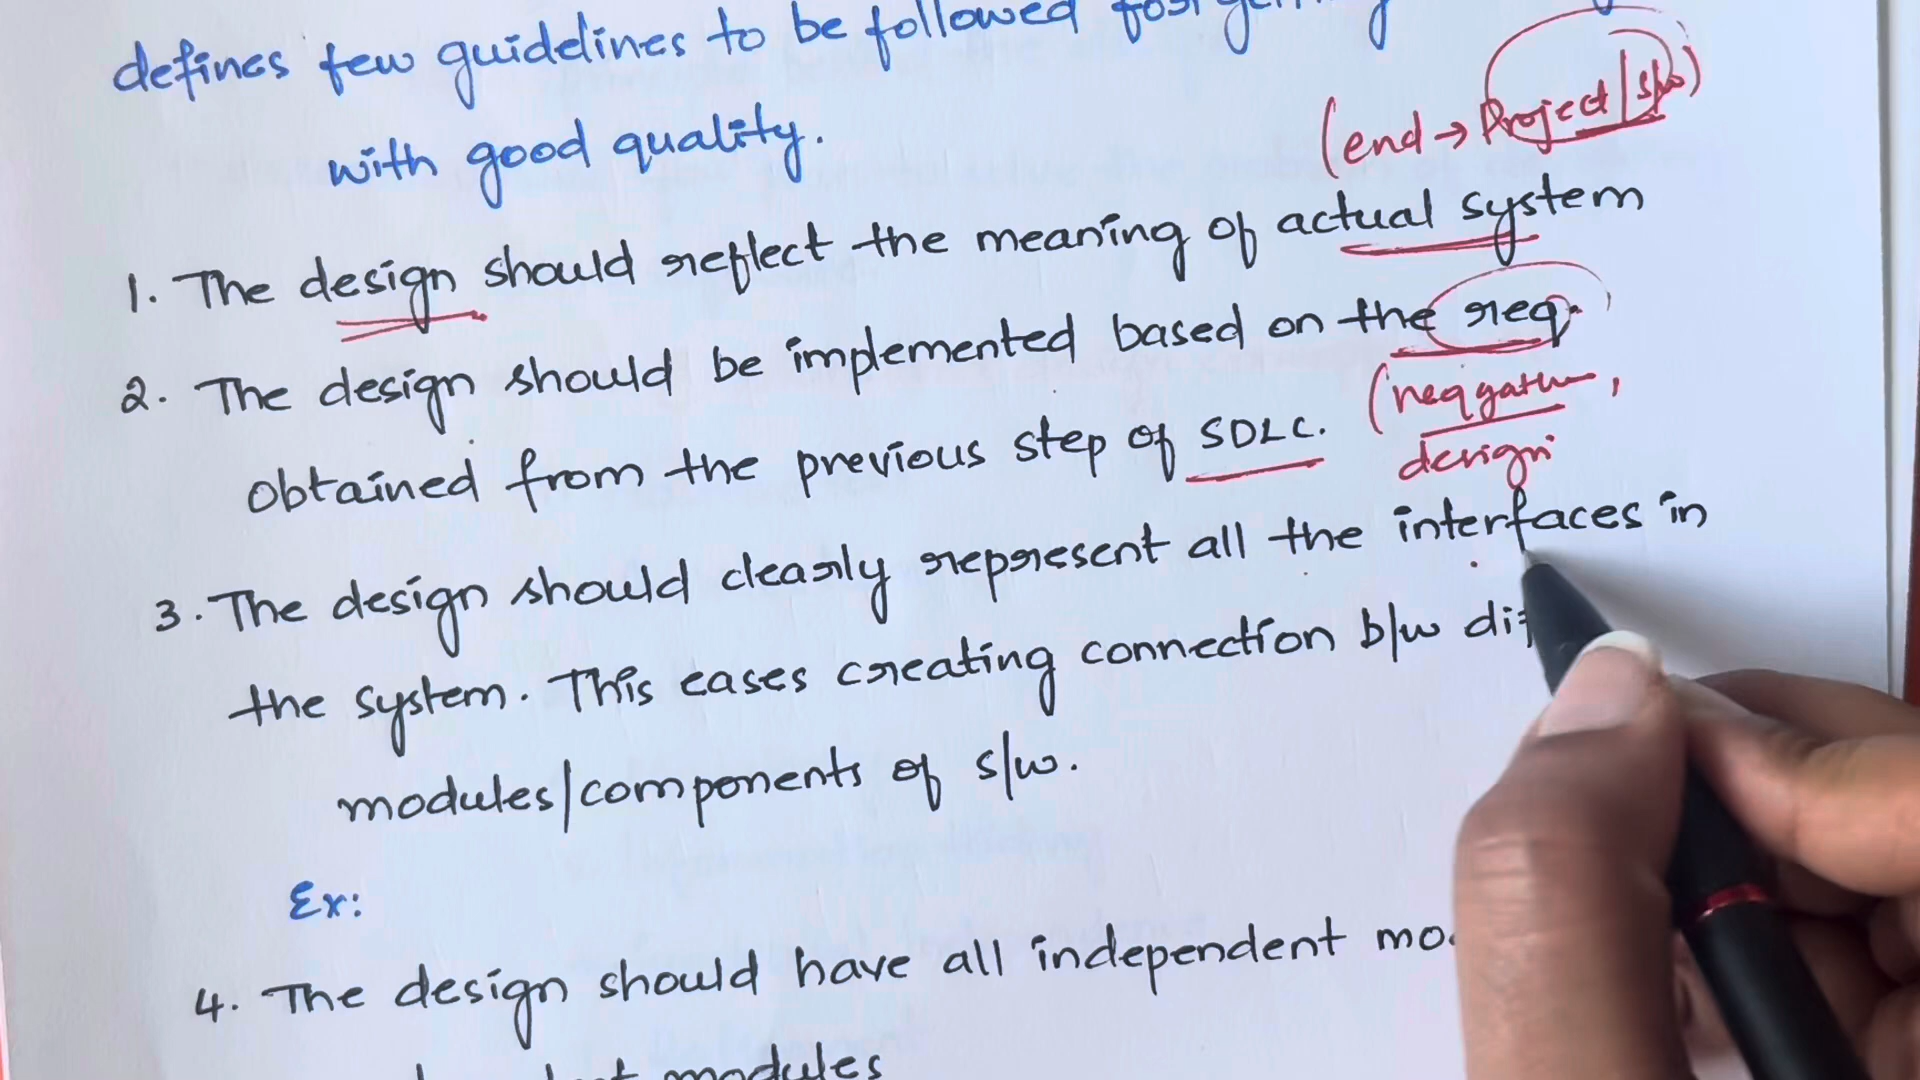 defines few guidelines to be followed for
with good quality.
(end → Project/s/w)
1. The design should reflect the meaning of actual system
2. The design should be implemented based on the req.
(req gath,
obtained from the previous step of SDLC.
design
3. The design should clearly represent all the interfaces in
the system. This eases creating connection b/w
modules/components of s/w.
Ex:
4. The design should have all independent
modules